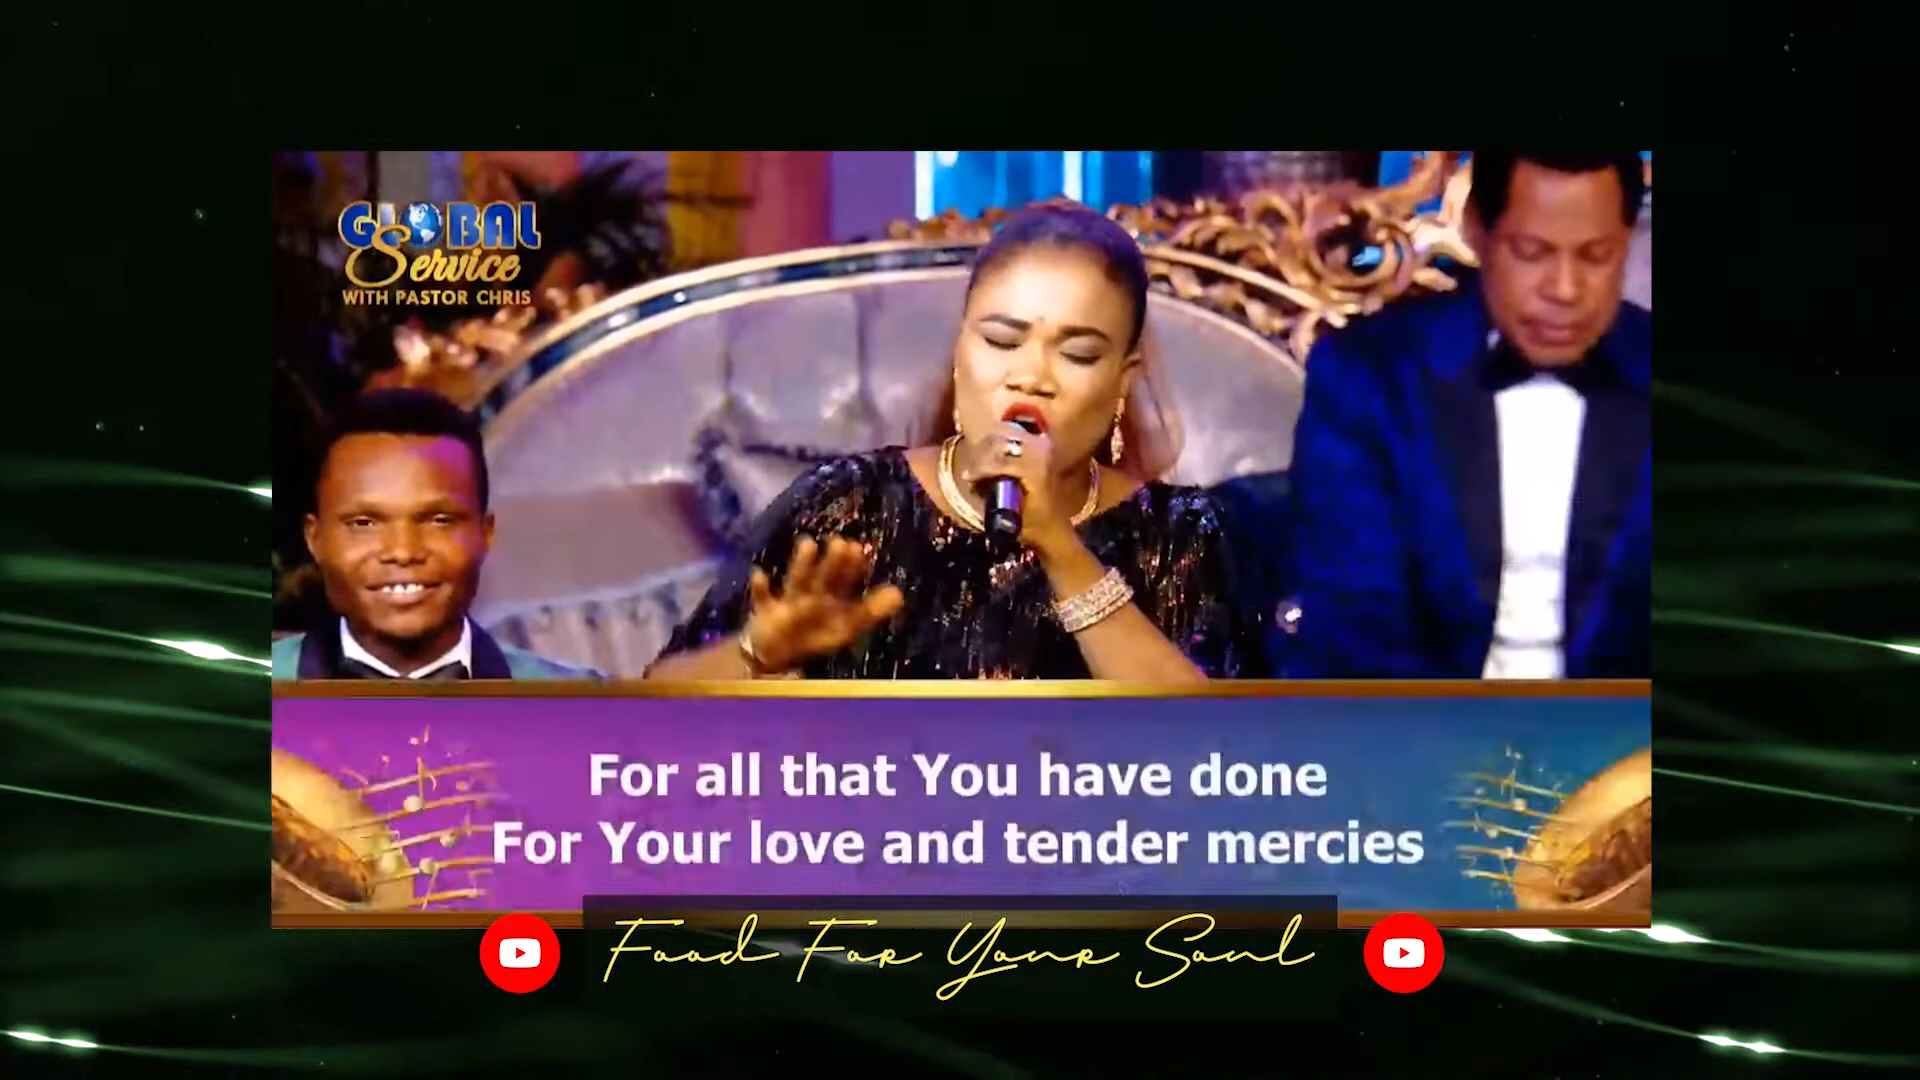 GLOBAL
Service
WITH PASTOR CHRIS
For all that You have done
For Your love and tender mercies
Food For Your Soul